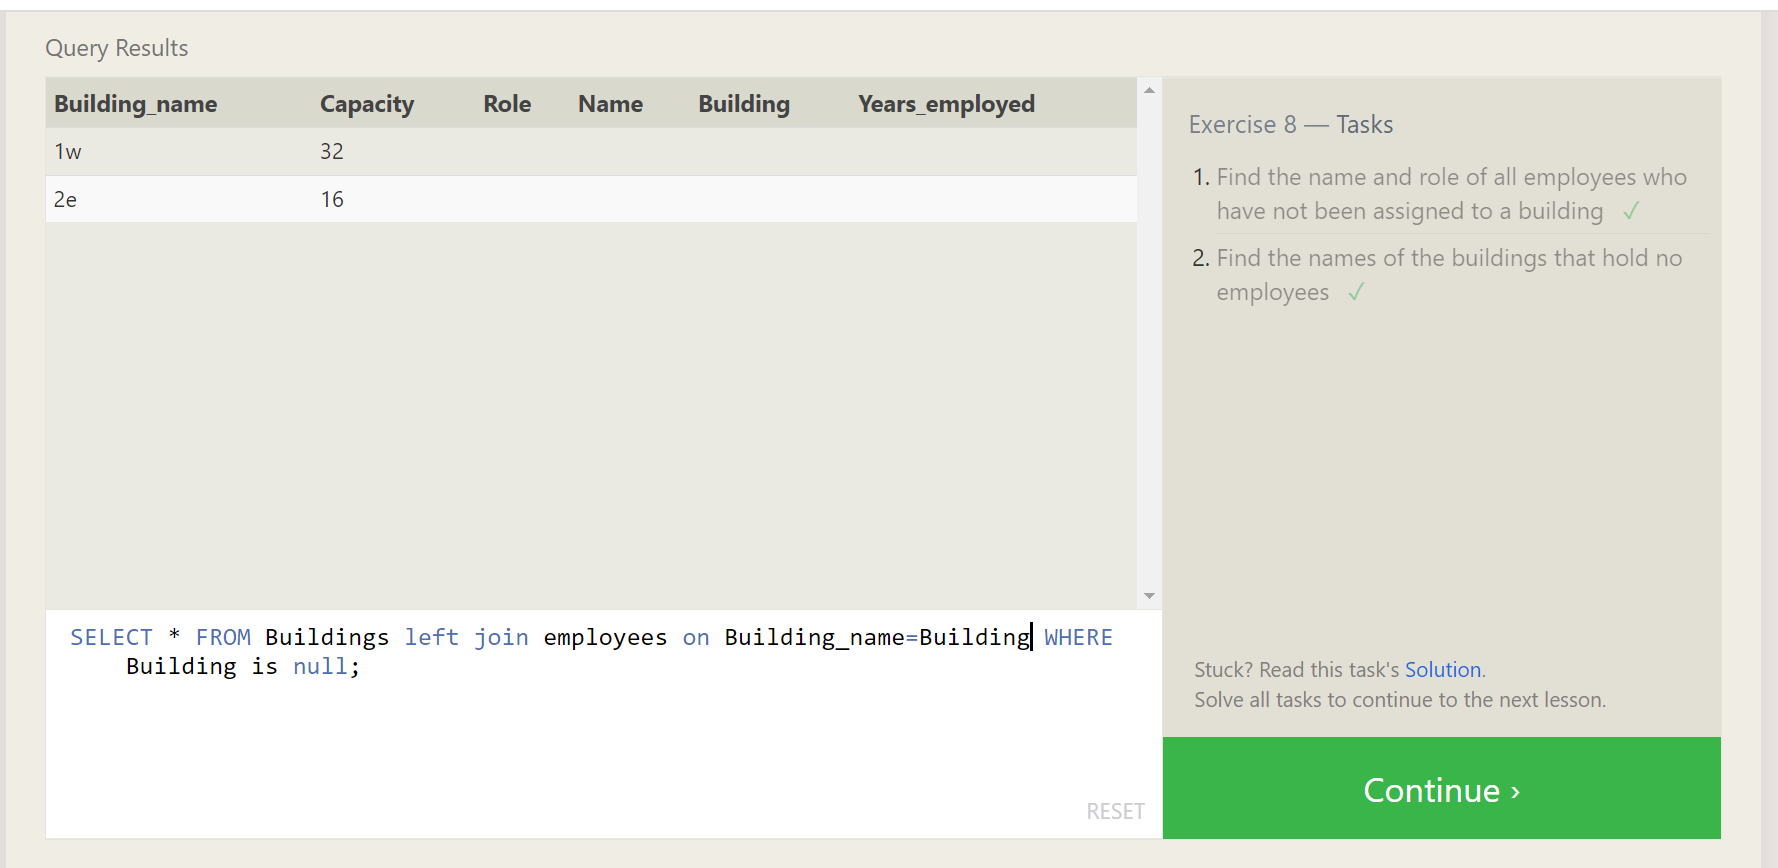 Query Results
Building_name Capacity Role Name Building Years_employed
1w 32
2e 16
SELECT * FROM Buildings left join employees on Building_name=Building WHERE
Building is null;
RESET
Exercise 8 — Tasks
1. Find the name and role of all employees who
have not been assigned to a building ✓
2. Find the names of the buildings that hold no
employees ✓
Stuck? Read this task's Solution.
Solve all tasks to continue to the next lesson.
Continue ›